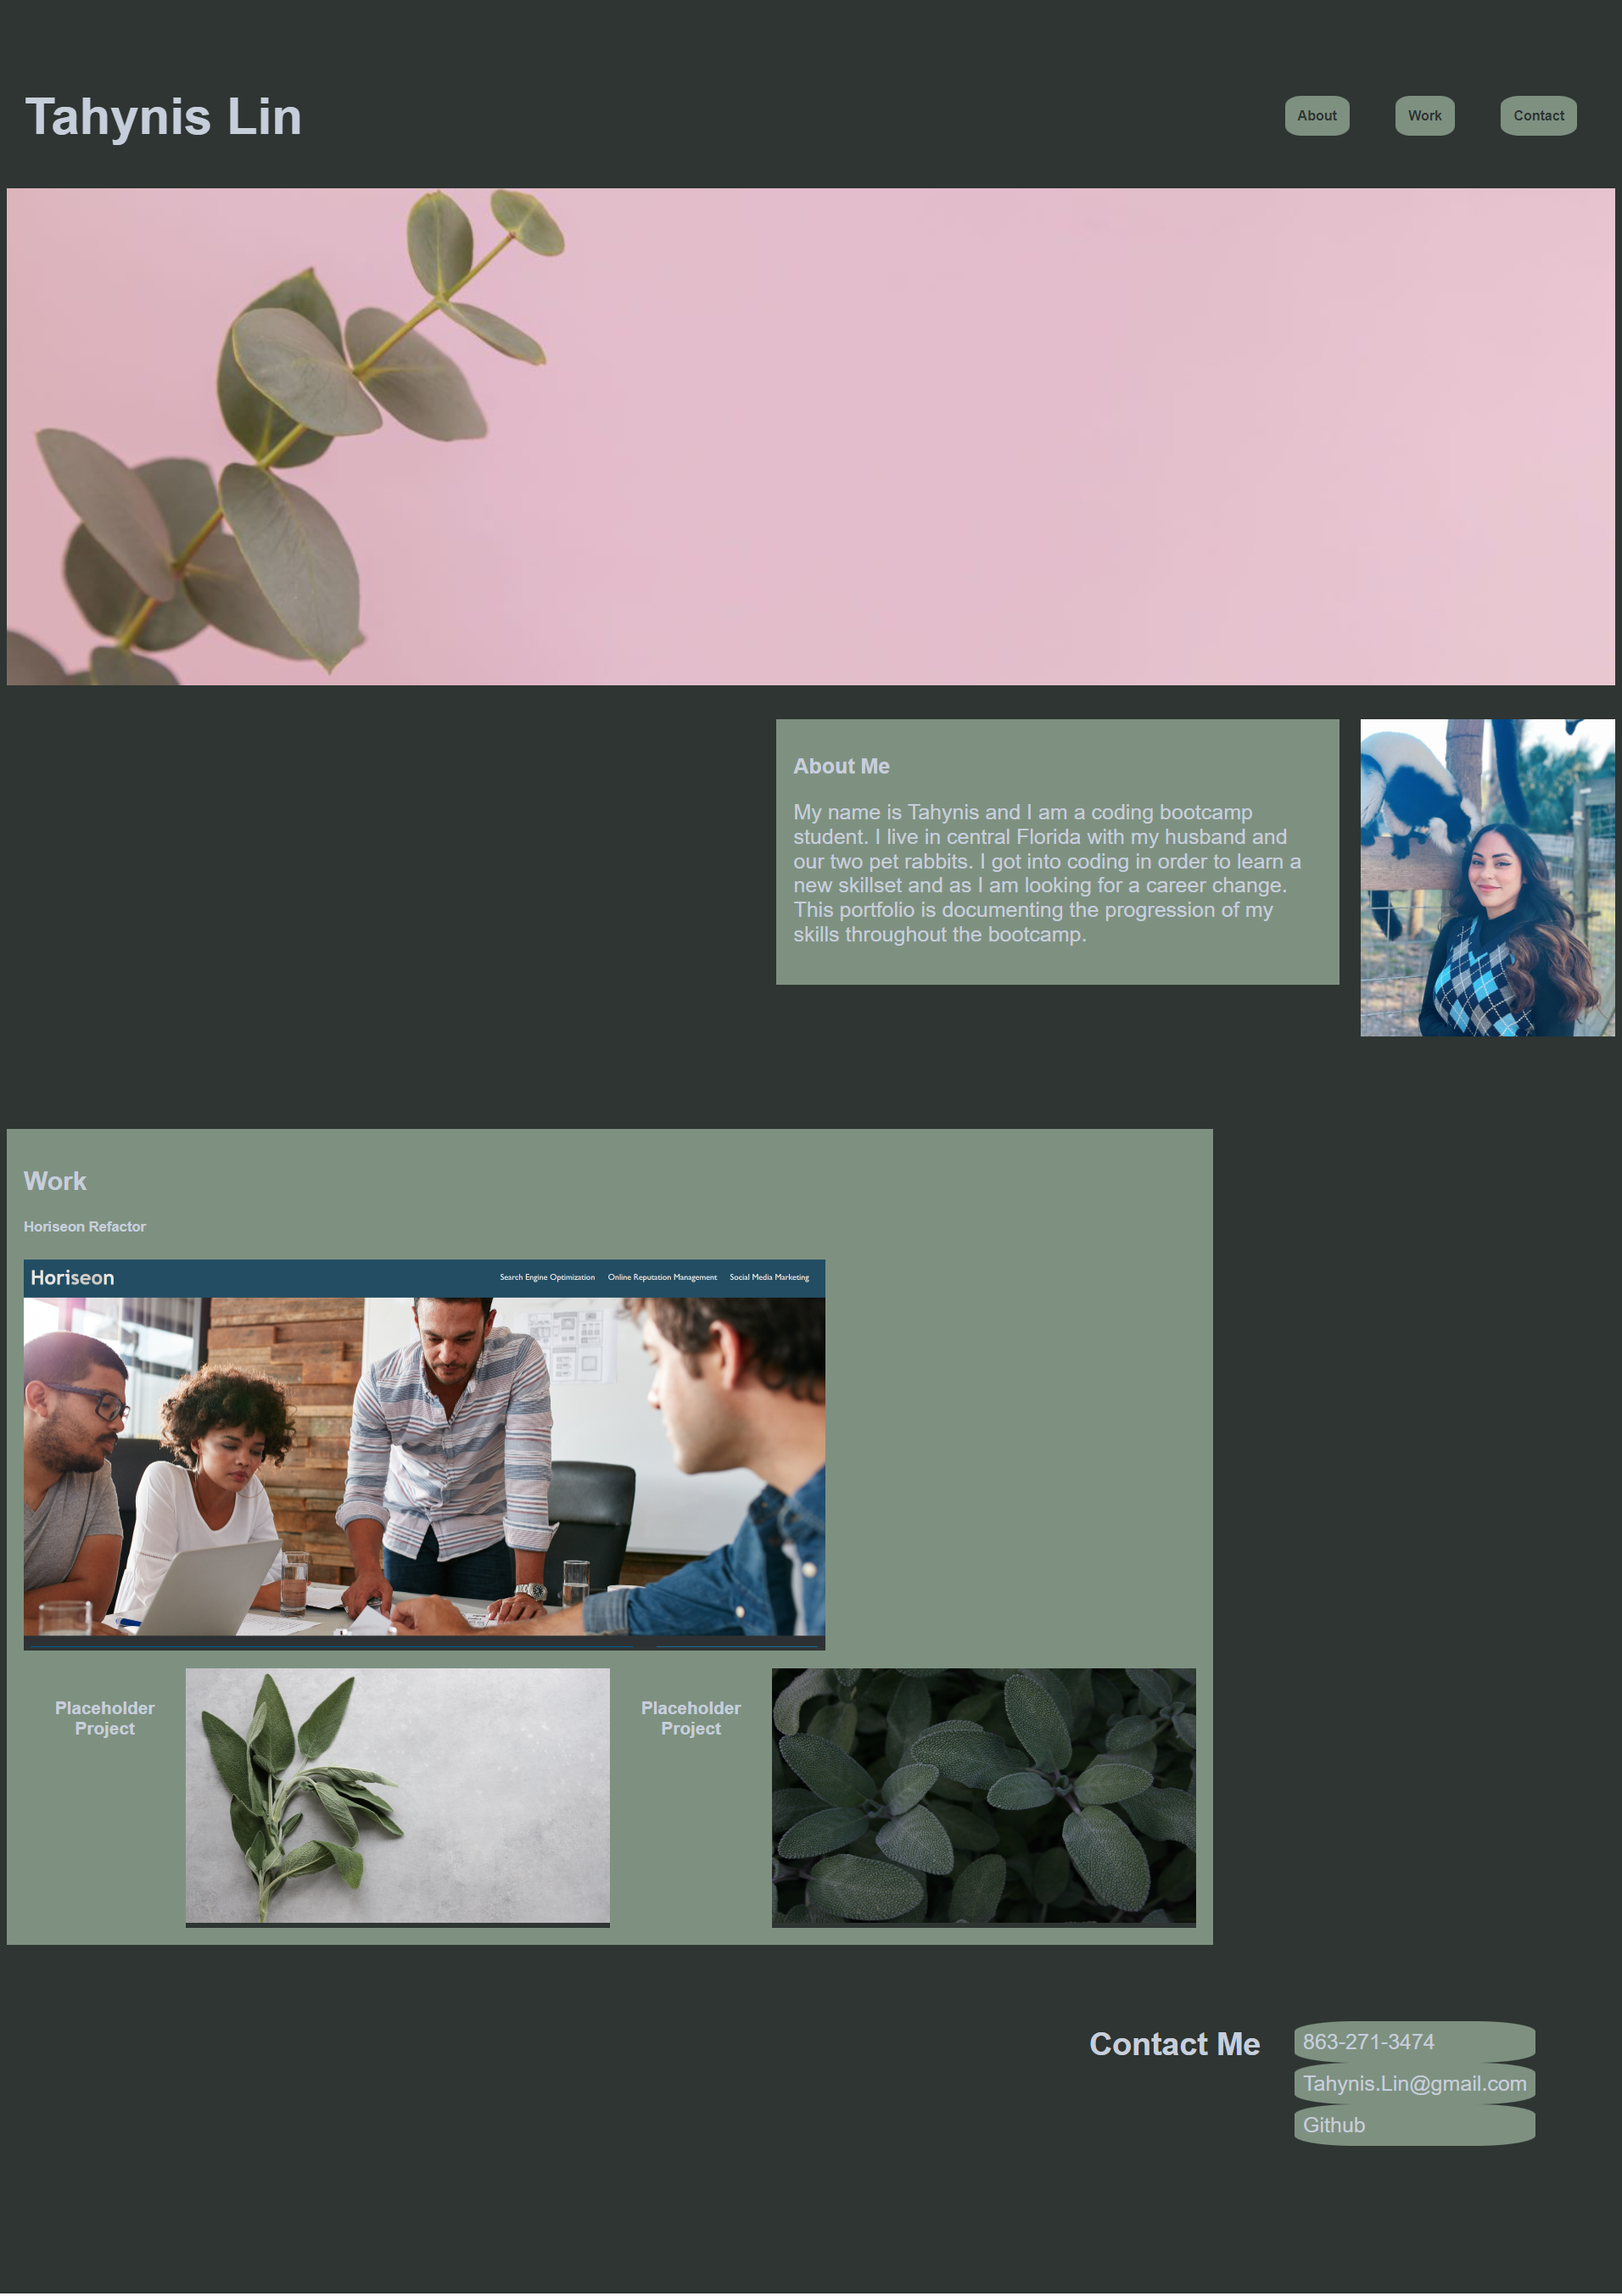 Tahynis Lin
About
Work
Contact
About Me
My name is Tahynis and I am a coding bootcamp
student. I live in central Florida with my husband and
our two pet rabbits. I got into coding in order to learn a
new skillset and as I am looking for a career change.
This portfolio is documenting the progression of my
skills throughout the bootcamp.
Work
Horiseon Refactor
Horiseon
Search Engine Optimization
Online Reputation Management
Social Media Marketing
Placeholder
Project
Placeholder
Project
Contact Me
863-271-3474
Tahynis.Lin@gmail.com
Github